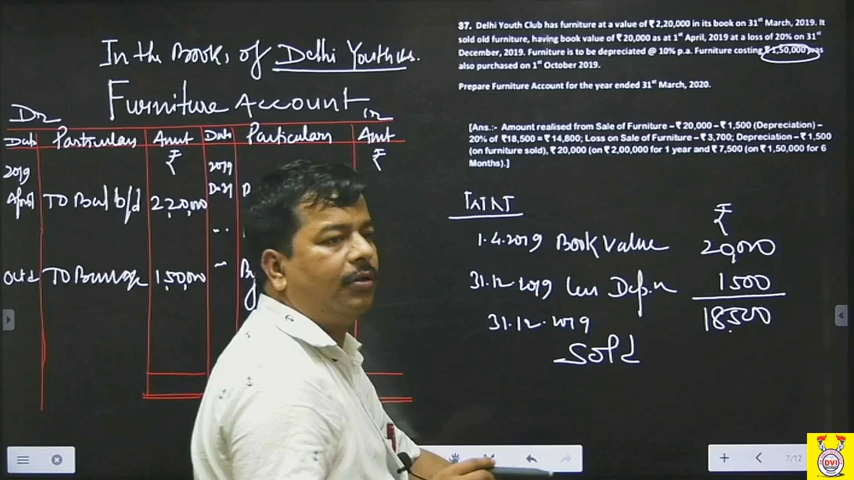 37. Delhi Youth Club has furniture at a value of ₹ 2,20,000 in its book on 31st March, 2019. It
sold old furniture, having book value of ₹ 20,000 as at 1st April, 2019 at a loss of 20% on 31st
December, 2019. Furniture is to be depreciated @ 10% p.a. Furniture costing ₹ 1,50,000 was
also purchased on 1st October 2019.
Prepare Furniture Account for the year ended 31st March, 2020.
[Ans.:- Amount realised from Sale of Furniture – ₹ 20,000 – ₹ 1,500 (Depreciation) –
20% of ₹18,500 = ₹ 14,800; Loss on Sale of Furniture – ₹ 3,700; Depreciation – ₹ 1,500
(on furniture sold), ₹ 20,000 (on ₹ 2,00,000 for 1 year and ₹ 7,500 (on ₹ 1,50,000 for 6
Months).]
In the Book of Delhi Youth
Furniture Account
Dr
Date Particulars Amt Date Particulars Amt
₹ ₹
2019 2019
April TO Bal b/d 2,20,000
TO Bank 1,50,000 By
₹
1.4.2019 Book Value 20,000
31.12.2019 Less Depn 1500
31.12.2019 18,500
Sold
7/12
DVI